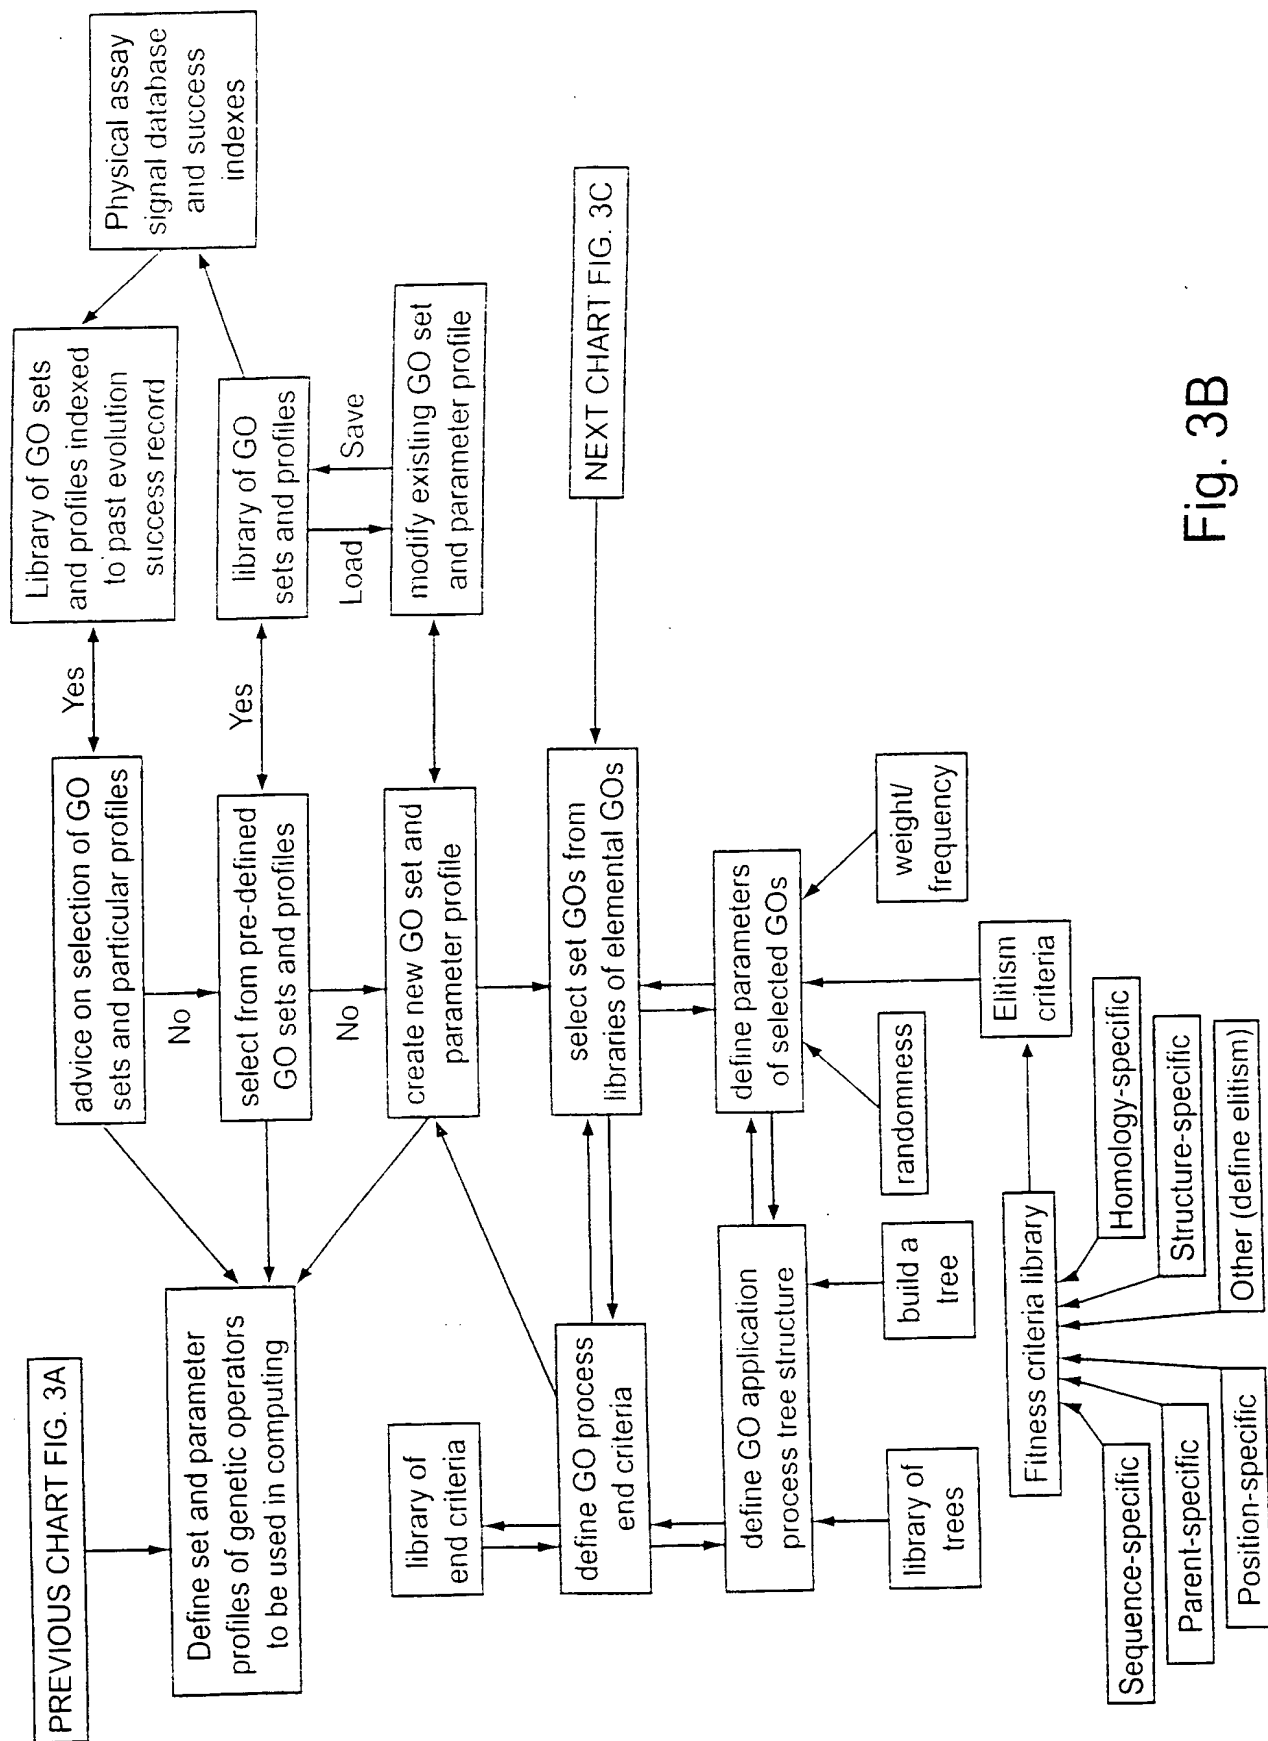 PREVIOUS CHART FIG. 3A
Define set and parameter
profiles of genetic operators
to be used in computing
advice on selection of GO
sets and particular profiles
Yes
Library of GO sets
and profiles indexed
to past evolution
success record
Physical assay
signal database
and success
indexes
No
select from pre-defined
GO sets and profiles
Yes
library of GO
sets and profiles
No
Load
Save
create new GO set and
parameter profile
modify existing GO set
and parameter profile
library of
end criteria
define GO process
end criteria
select set GOs from
libraries of elemental GOs
NEXT CHART FIG. 3C
define GO application
process tree structure
define parameters
of selected GOs
library of
trees
build a
tree
randomness
weight/
frequency
Elitism
criteria
Fitness criteria library
Sequence-specific
Parent-specific
Position-specific
Homology-specific
Structure-specific
Other (define elitism)
Fig. 3B